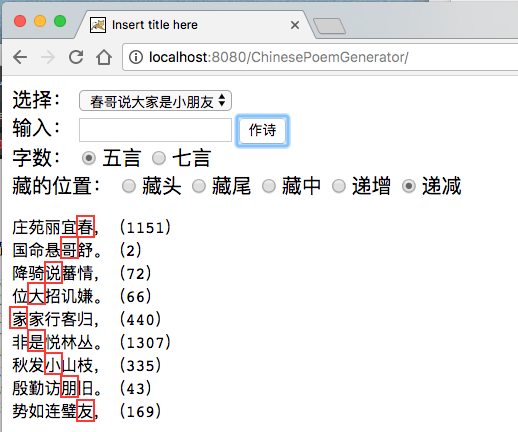 Insert title here
localhost:8080/ChinesePoemGenerator/
选择： 春哥说大家是小朋友
输入： 作诗
字数： 五言 七言
藏的位置： 藏头 藏尾 藏中 递增 递减
庄苑丽宜春，（1151）
国命悬哥舒。（2）
降骑说蕃情，（72）
位大招讥嫌。（66）
家家行客归，（440）
非是悦林丛。（1307）
秋发小山枝，（335）
殷勤访朋旧。（43）
势如连璧友，（169）